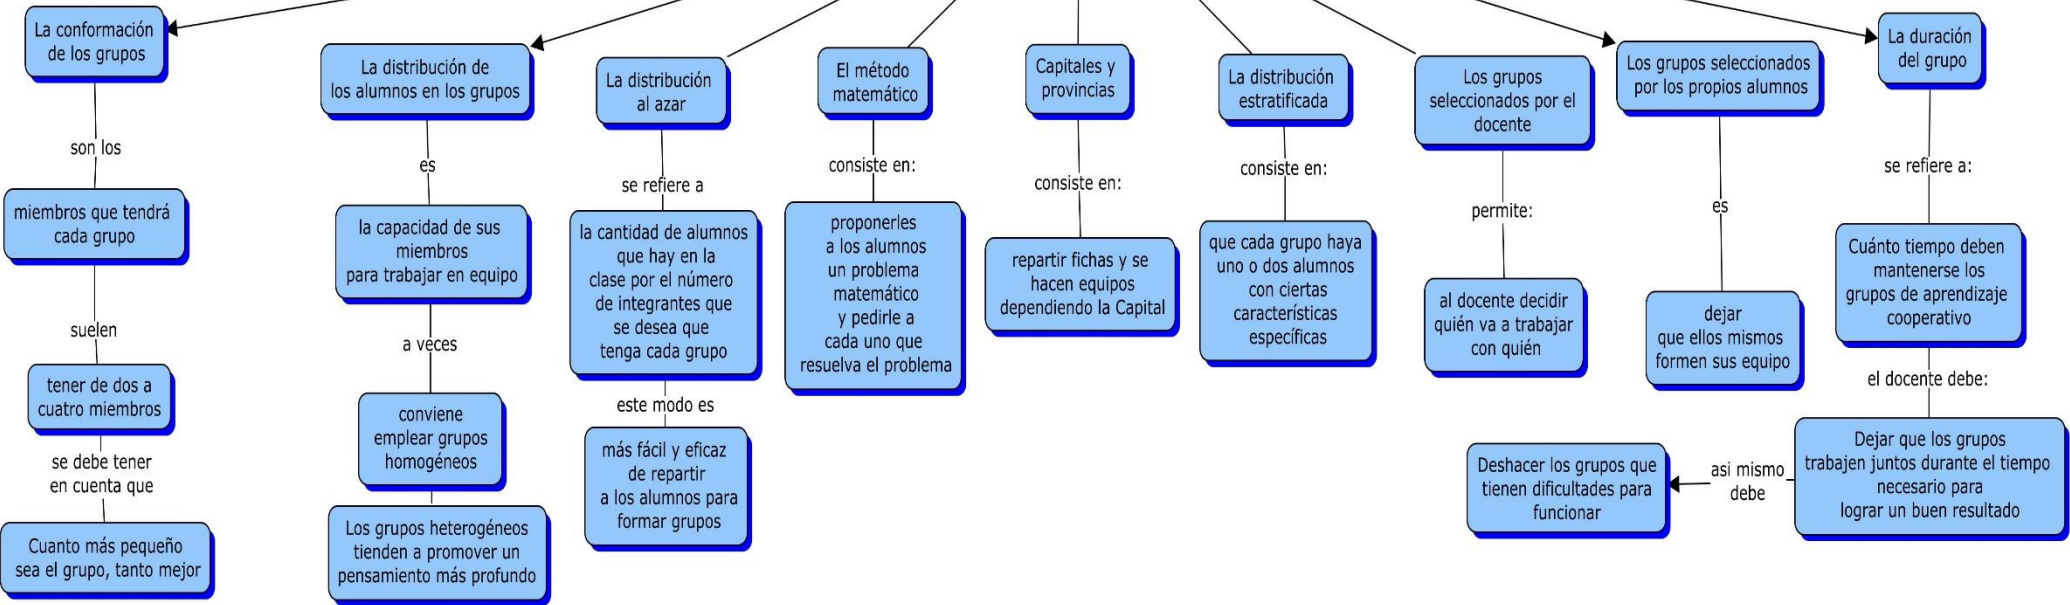 La conformación
de los grupos
son los
miembros que tendrá
cada grupo
suelen
tener de dos a
cuatro miembros
se debe tener
en cuenta que
Cuanto más pequeño
sea el grupo, tanto mejor
La distribución de
los alumnos en los grupos
es
la capacidad de sus
miembros
para trabajar en equipo
a veces
conviene
emplear grupos
homogéneos
Los grupos heterogéneos
tienden a promover un
pensamiento más profundo
La distribución
al azar
se refiere a
la cantidad de alumnos
que hay en la
clase por el número
de integrantes que
se desea que
tenga cada grupo
este modo es
más fácil y eficaz
de repartir
a los alumnos para
formar grupos
El método
matemático
consiste en:
proponerles
a los alumnos
un problema
matemático
y pedirle a
cada uno que
resuelva el problema
Capitales y
provincias
consiste en:
repartir fichas y se
hacen equipos
dependiendo la Capital
La distribución
estratificada
consiste en:
que cada grupo haya
uno o dos alumnos
con ciertas
características
específicas
Los grupos
seleccionados por el
docente
permite:
al docente decidir
quién va a trabajar
con quién
Los grupos seleccionados
por los propios alumnos
es
dejar
que ellos mismos
formen sus equipo
La duración
del grupo
se refiere a:
Cuánto tiempo deben
mantenerse los
grupos de aprendizaje
cooperativo
el docente debe:
Dejar que los grupos
trabajen juntos durante el tiempo
necesario para
lograr un buen resultado
asi mismo
debe
Deshacer los grupos que
tienen dificultades para
funcionar